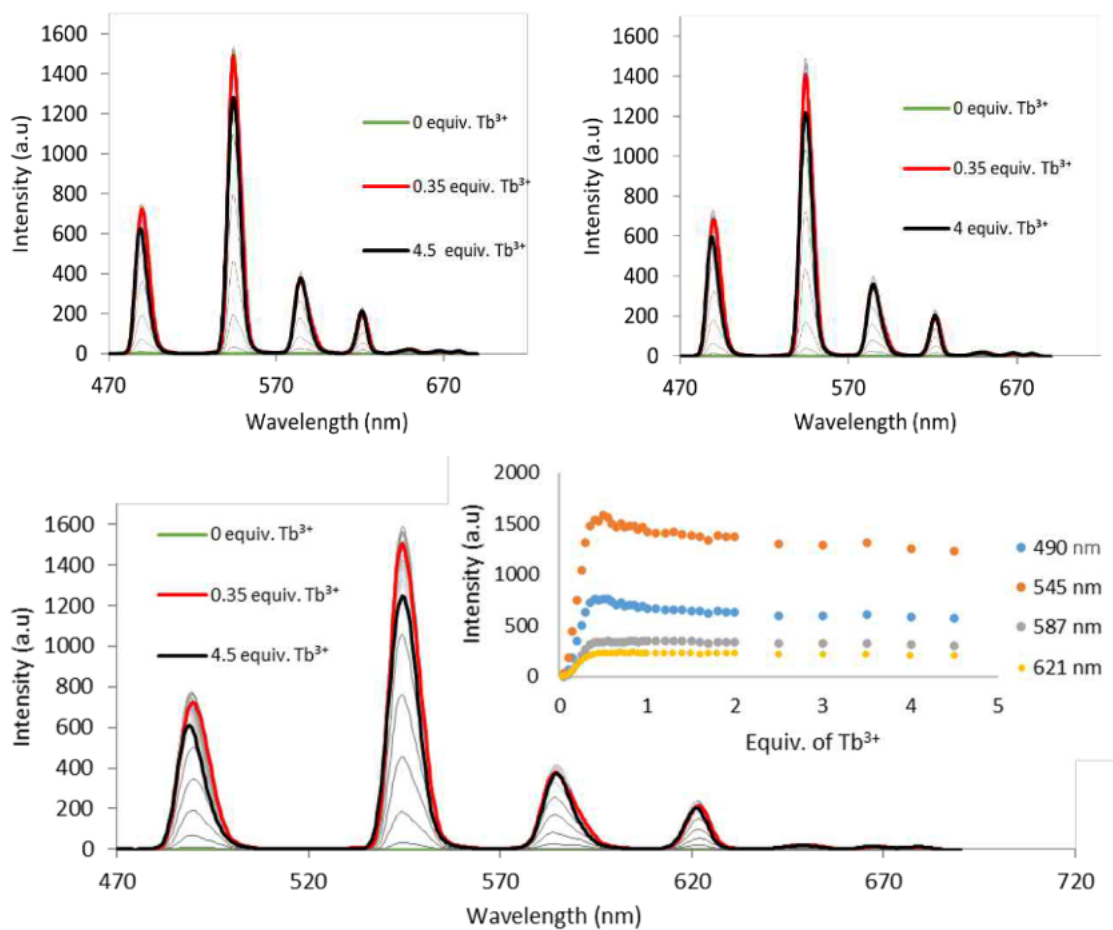 1600
1400
1200
1000
800
600
400
200
0
Intensity (a.u)
0 equiv. Tb³⁺
0.35 equiv. Tb³⁺
4.5 equiv. Tb³⁺
470 570 670
Wavelength (nm)
1600
1400
1200
1000
800
600
400
200
0
Intensity (a.u)
0 equiv. Tb³⁺
0.35 equiv. Tb³⁺
4 equiv. Tb³⁺
470 570 670
Wavelength (nm)
1600
1400
1200
1000
800
600
400
200
0
Intensity (a.u)
0 equiv. Tb³⁺
0.35 equiv. Tb³⁺
4.5 equiv. Tb³⁺
470 520 570 620 670 720
Wavelength (nm)
2000
1500
1000
500
0
Intensity (a.u)
0 1 2 3 4 5
Equiv. of Tb³⁺
490 nm
545 nm
587 nm
621 nm